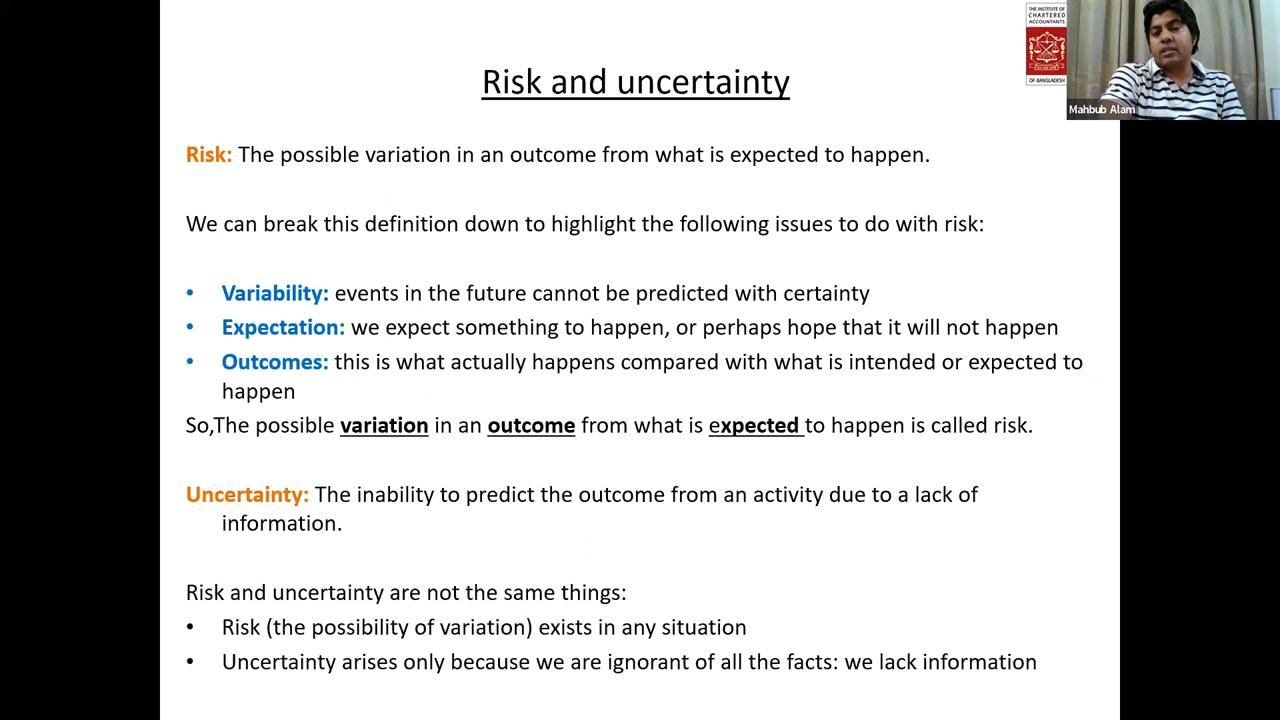 THE INSTITUTE OF
CHARTERED
ACCOUNTANTS
OF BANGLADESH
Mahbub Alam
Risk and uncertainty
Risk: The possible variation in an outcome from what is expected to happen.
We can break this definition down to highlight the following issues to do with risk:
• Variability: events in the future cannot be predicted with certainty
• Expectation: we expect something to happen, or perhaps hope that it will not happen
• Outcomes: this is what actually happens compared with what is intended or expected to
happen
So,The possible variation in an outcome from what is expected to happen is called risk.
Uncertainty: The inability to predict the outcome from an activity due to a lack of
information.
Risk and uncertainty are not the same things:
• Risk (the possibility of variation) exists in any situation
• Uncertainty arises only because we are ignorant of all the facts: we lack information